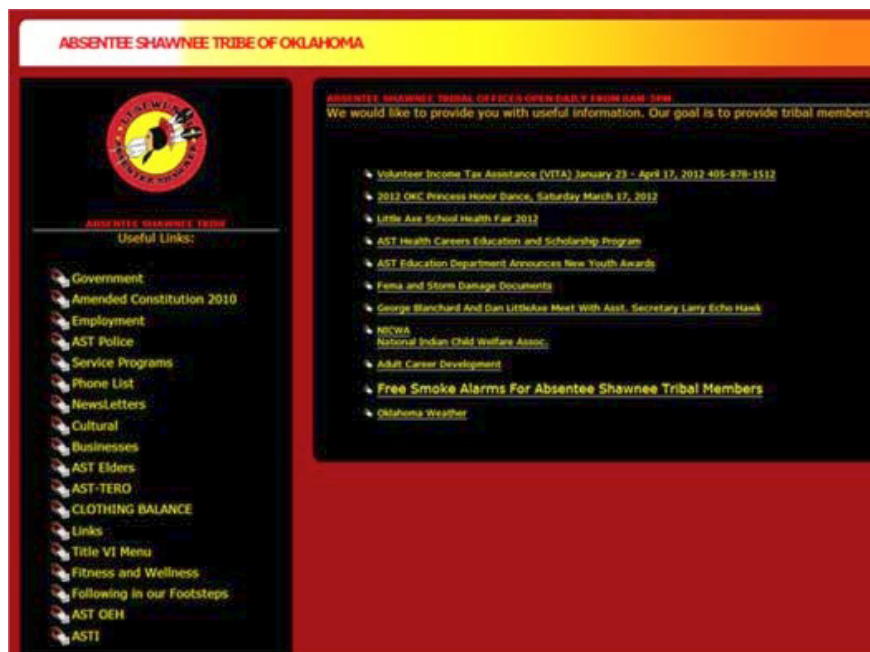 ABSENTEE SHAWNEE TRIBE OF OKLAHOMA
ABSENTEE SHAWNEE
ABSENTEE SHAWNEE TRIBE
Useful Links:
Government
Amended Constitution 2010
Employment
AST Police
Service Programs
Phone List
NewsLetters
Cultural
Businesses
AST Elders
AST-TERO
CLOTHING BALANCE
Links
Title VI Menu
Fitness and Wellness
Following in our Footsteps
AST OEH
ASTI
ABSENTEE SHAWNEE TRIBAL OFFICES OPEN DAILY FROM 8AM-5PM
We would like to provide you with useful information. Our goal is to provide tribal members
Volunteer Income Tax Assistance (VITA) January 23 - April 17, 2012 405-878-1512
2012 OKC Princess Honor Dance, Saturday March 17, 2012
Little Axe School Health Fair 2012
AST Health Careers Education and Scholarship Program
AST Education Department Announces New Youth Awards
Fema and Storm Damage Documents
George Blanchard And Dan LittleAxe Meet With Asst. Secretary Larry Echo Hawk
NICWA
National Indian Child Welfare Assoc.
Adult Career Development
Free Smoke Alarms For Absentee Shawnee Tribal Members
Oklahoma Weather